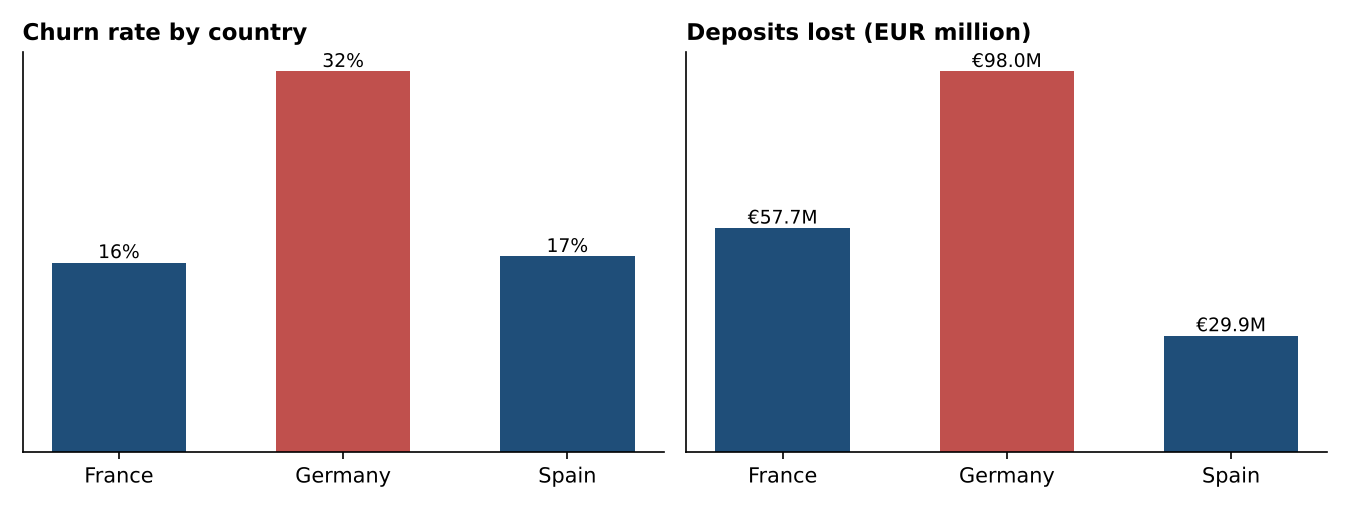 Churn rate by country
32%
16%
17%
France
Germany
Spain
Deposits lost (EUR million)
€98.0M
€57.7M
€29.9M
France
Germany
Spain